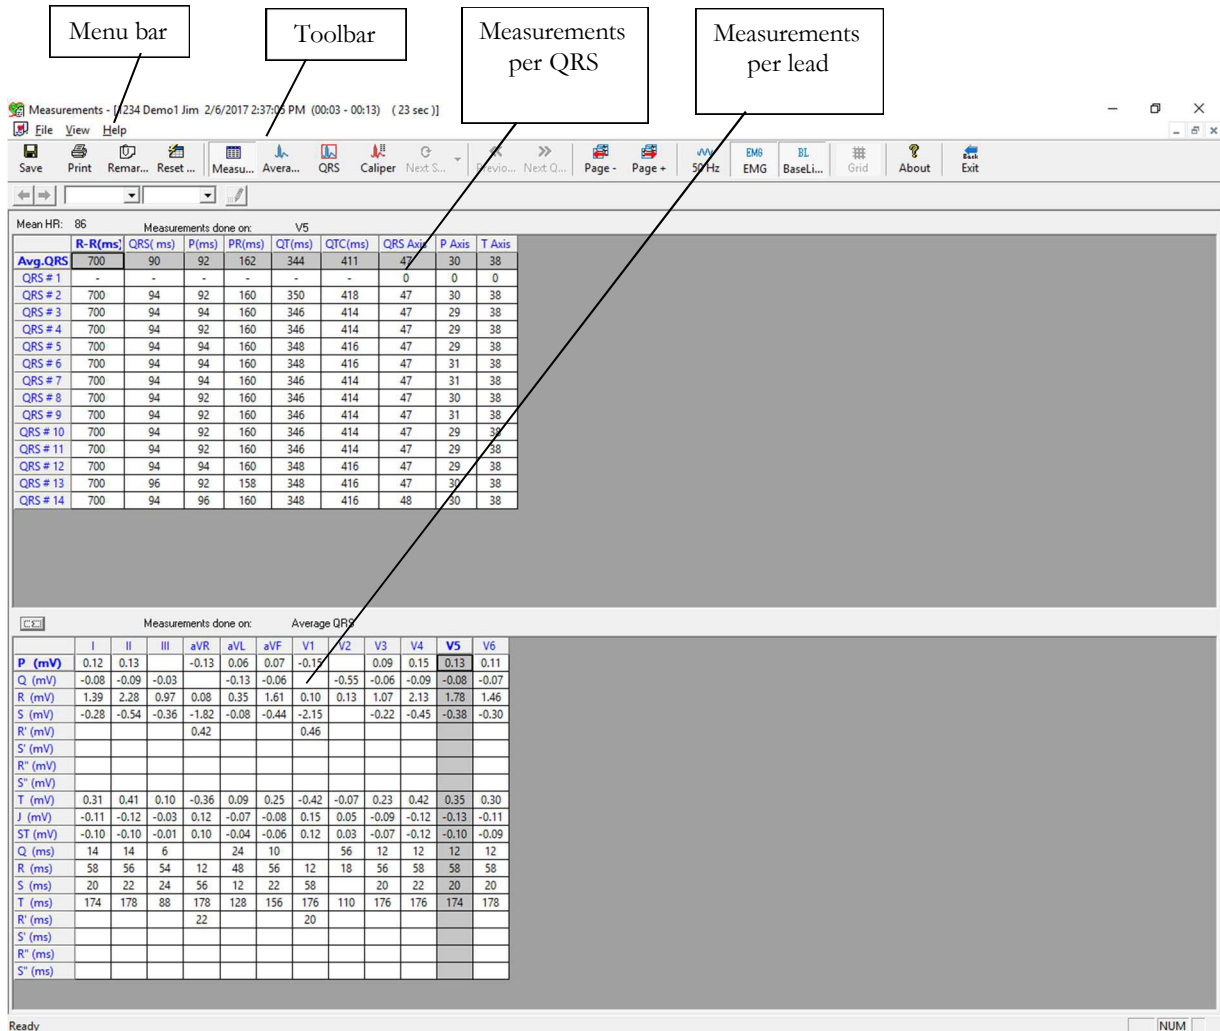 Menu bar
Toolbar
Measurements
per QRS
Measurements
per lead
Measurements - [1234 Demo1 Jim 2/6/2017 2:37:05 PM (00:03 - 00:13) ( 23 sec )]
File View Help
Save Print Remar... Reset ... Measu... Avera... QRS Caliper Next S... Previo... Next Q... Page - Page + 50 Hz EMG BaseLi... Grid About Exit
Mean HR: 86 Measurements done on: V5
R-R(ms) QRS( ms) P(ms) PR(ms) QT(ms) QTC(ms) QRS Axis P Axis T Axis
Avg.QRS 700 90 92 162 344 411 47 30 38
QRS # 1 - - - - - - 0 0 0
QRS # 2 700 94 92 160 350 418 47 30 38
QRS # 3 700 94 94 160 346 414 47 29 38
QRS # 4 700 94 92 160 346 414 47 29 38
QRS # 5 700 94 94 160 348 416 47 29 38
QRS # 6 700 94 94 160 348 416 47 31 38
QRS # 7 700 94 94 160 346 414 47 31 38
QRS # 8 700 94 92 160 346 414 47 30 38
QRS # 9 700 94 92 160 346 414 47 31 38
QRS # 10 700 94 92 160 346 414 47 29 38
QRS # 11 700 94 92 160 346 414 47 29 38
QRS # 12 700 94 94 160 348 416 47 29 38
QRS # 13 700 96 92 158 348 416 47 30 38
QRS # 14 700 94 96 160 348 416 48 30 38
Measurements done on: Average QRS
I II III aVR aVL aVF V1 V2 V3 V4 V5 V6
P (mV) 0.12 0.13 -0.13 0.06 0.07 -0.15 0.09 0.15 0.13 0.11
Q (mV) -0.08 -0.09 -0.03 -0.13 -0.06 -0.55 -0.06 -0.09 -0.08 -0.07
R (mV) 1.39 2.28 0.97 0.08 0.35 1.61 0.10 0.13 1.07 2.13 1.78 1.46
S (mV) -0.28 -0.54 -0.36 -1.82 -0.08 -0.44 -2.15 -0.22 -0.45 -0.38 -0.30
R' (mV) 0.42 0.46
S' (mV)
R" (mV)
S" (mV)
T (mV) 0.31 0.41 0.10 -0.36 0.09 0.25 -0.42 -0.07 0.23 0.42 0.35 0.30
J (mV) -0.11 -0.12 -0.03 0.12 -0.07 -0.08 0.15 0.05 -0.09 -0.12 -0.13 -0.11
ST (mV) -0.10 -0.10 -0.01 0.10 -0.04 -0.06 0.12 0.03 -0.07 -0.12 -0.10 -0.09
Q (ms) 14 14 6 24 10 56 12 12 12 12
R (ms) 58 56 54 12 48 56 12 18 56 58 58 58
S (ms) 20 22 24 56 12 22 58 20 22 20 20
T (ms) 174 178 88 178 128 156 176 110 176 176 174 178
R' (ms) 22 20
S' (ms)
R" (ms)
S" (ms)
Ready NUM